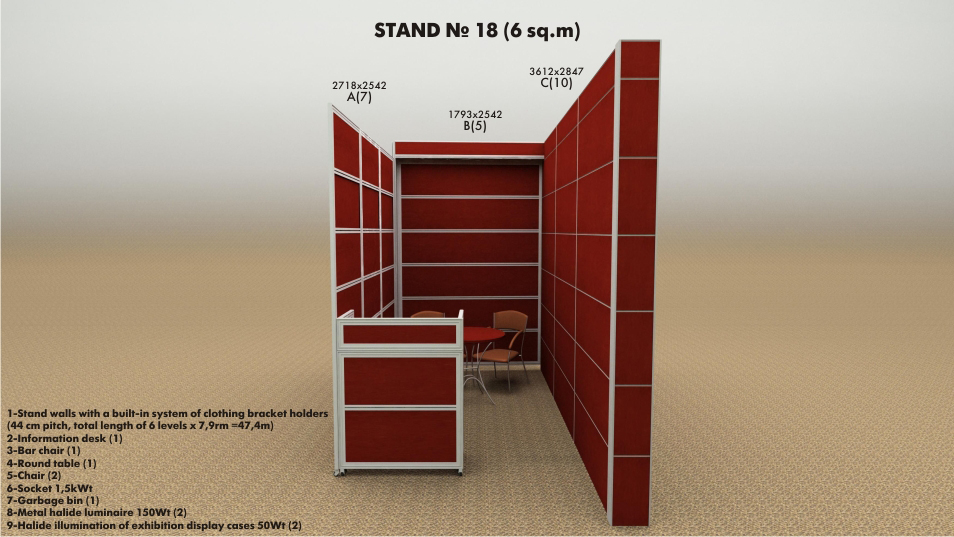 STAND № 18 (6 sq.m)
3612x2847
C(10)
2718x2542
A(7)
1793x2542
B(5)
1-Stand walls with a built-in system of clothing bracket holders
(44 cm pitch, total length of 6 levels x 7,9rm =47,4m)
2-Information desk (1)
3-Bar chair (1)
4-Round table (1)
5-Chair (2)
6-Socket 1,5kWt
7-Garbage bin (1)
8-Metal halide luminaire 150Wt (2)
9-Halide illumination of exhibition display cases 50Wt (2)